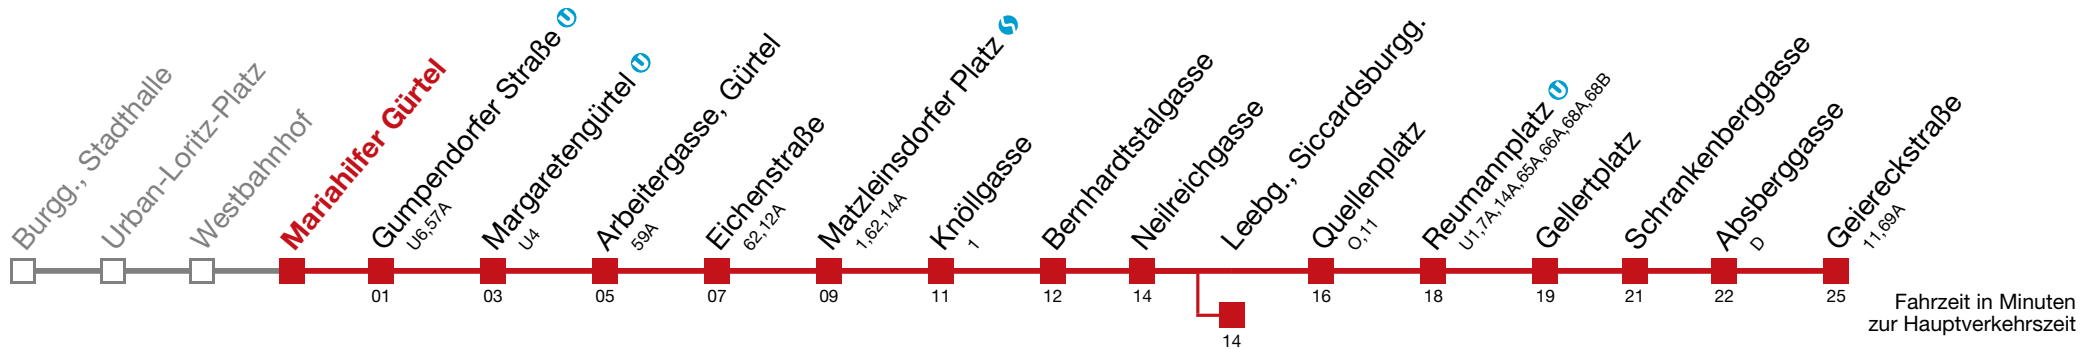 Burgg., Stadthalle
Urban-Loritz-Platz
Westbahnhof
Mariahilfer Gürtel
Gumpendorfer Straße U
U6,57A
Margaretengürtel U
U4
Arbeitergasse, Gürtel
59A
Eichenstraße
62,12A
Matzleinsdorfer Platz S
1,62,14A
Knöllgasse
1
Bernhardtstalgasse
Neilreichgasse
Leebg., Siccardsburgg.
Quellenplatz
O,11
Reumannplatz U
U1,7A,14A,65A,66A,68A,68B
Gellertplatz
Schrankenberggasse
Absberggasse
D
Geiereckstraße
11,69A
01 03 05 07 09 11 12 14 16 18 19 21 22 25
14
Fahrzeit in Minuten
zur Hauptverkehrszeit